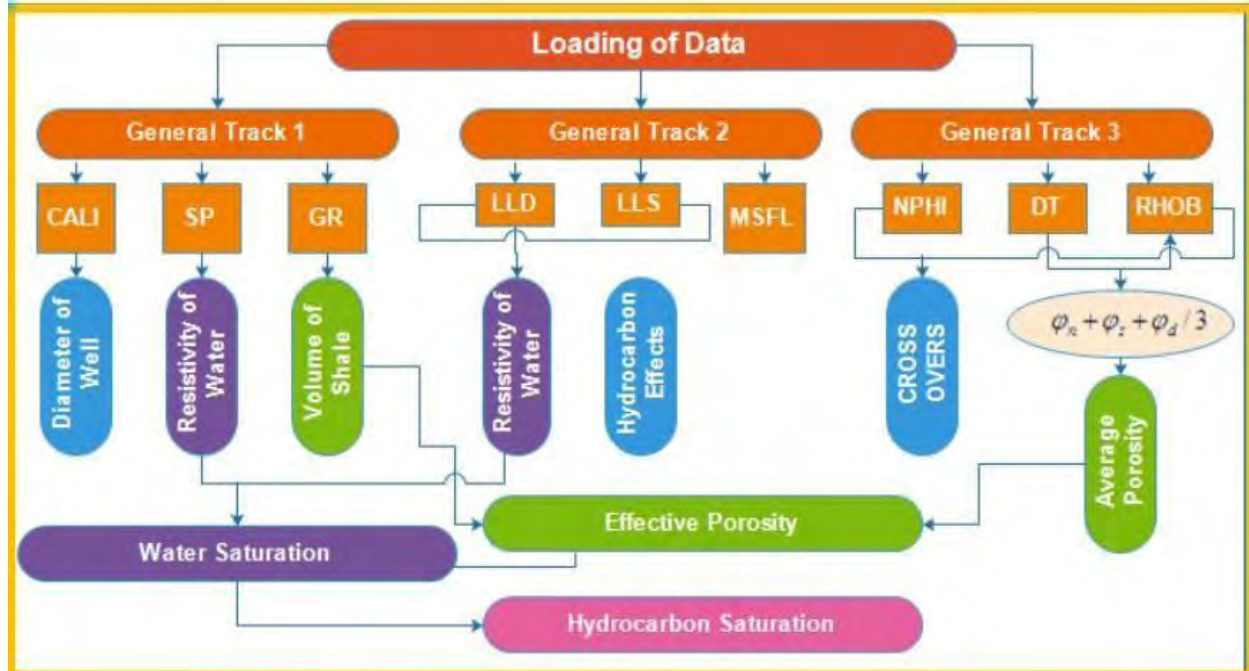 Loading of Data
General Track 1
General Track 2
General Track 3
CALI
SP
GR
LLD
LLS
MSFL
NPHI
DT
RHOB
Diameter of
Well
Resistivity of
Water
Volume of
Shale
Resistivity of
Water
Hydrocarbon
Effects
CROSS
OVERS
φn + φz + φd / 3
Average
Porosity
Effective Porosity
Water Saturation
Hydrocarbon Saturation